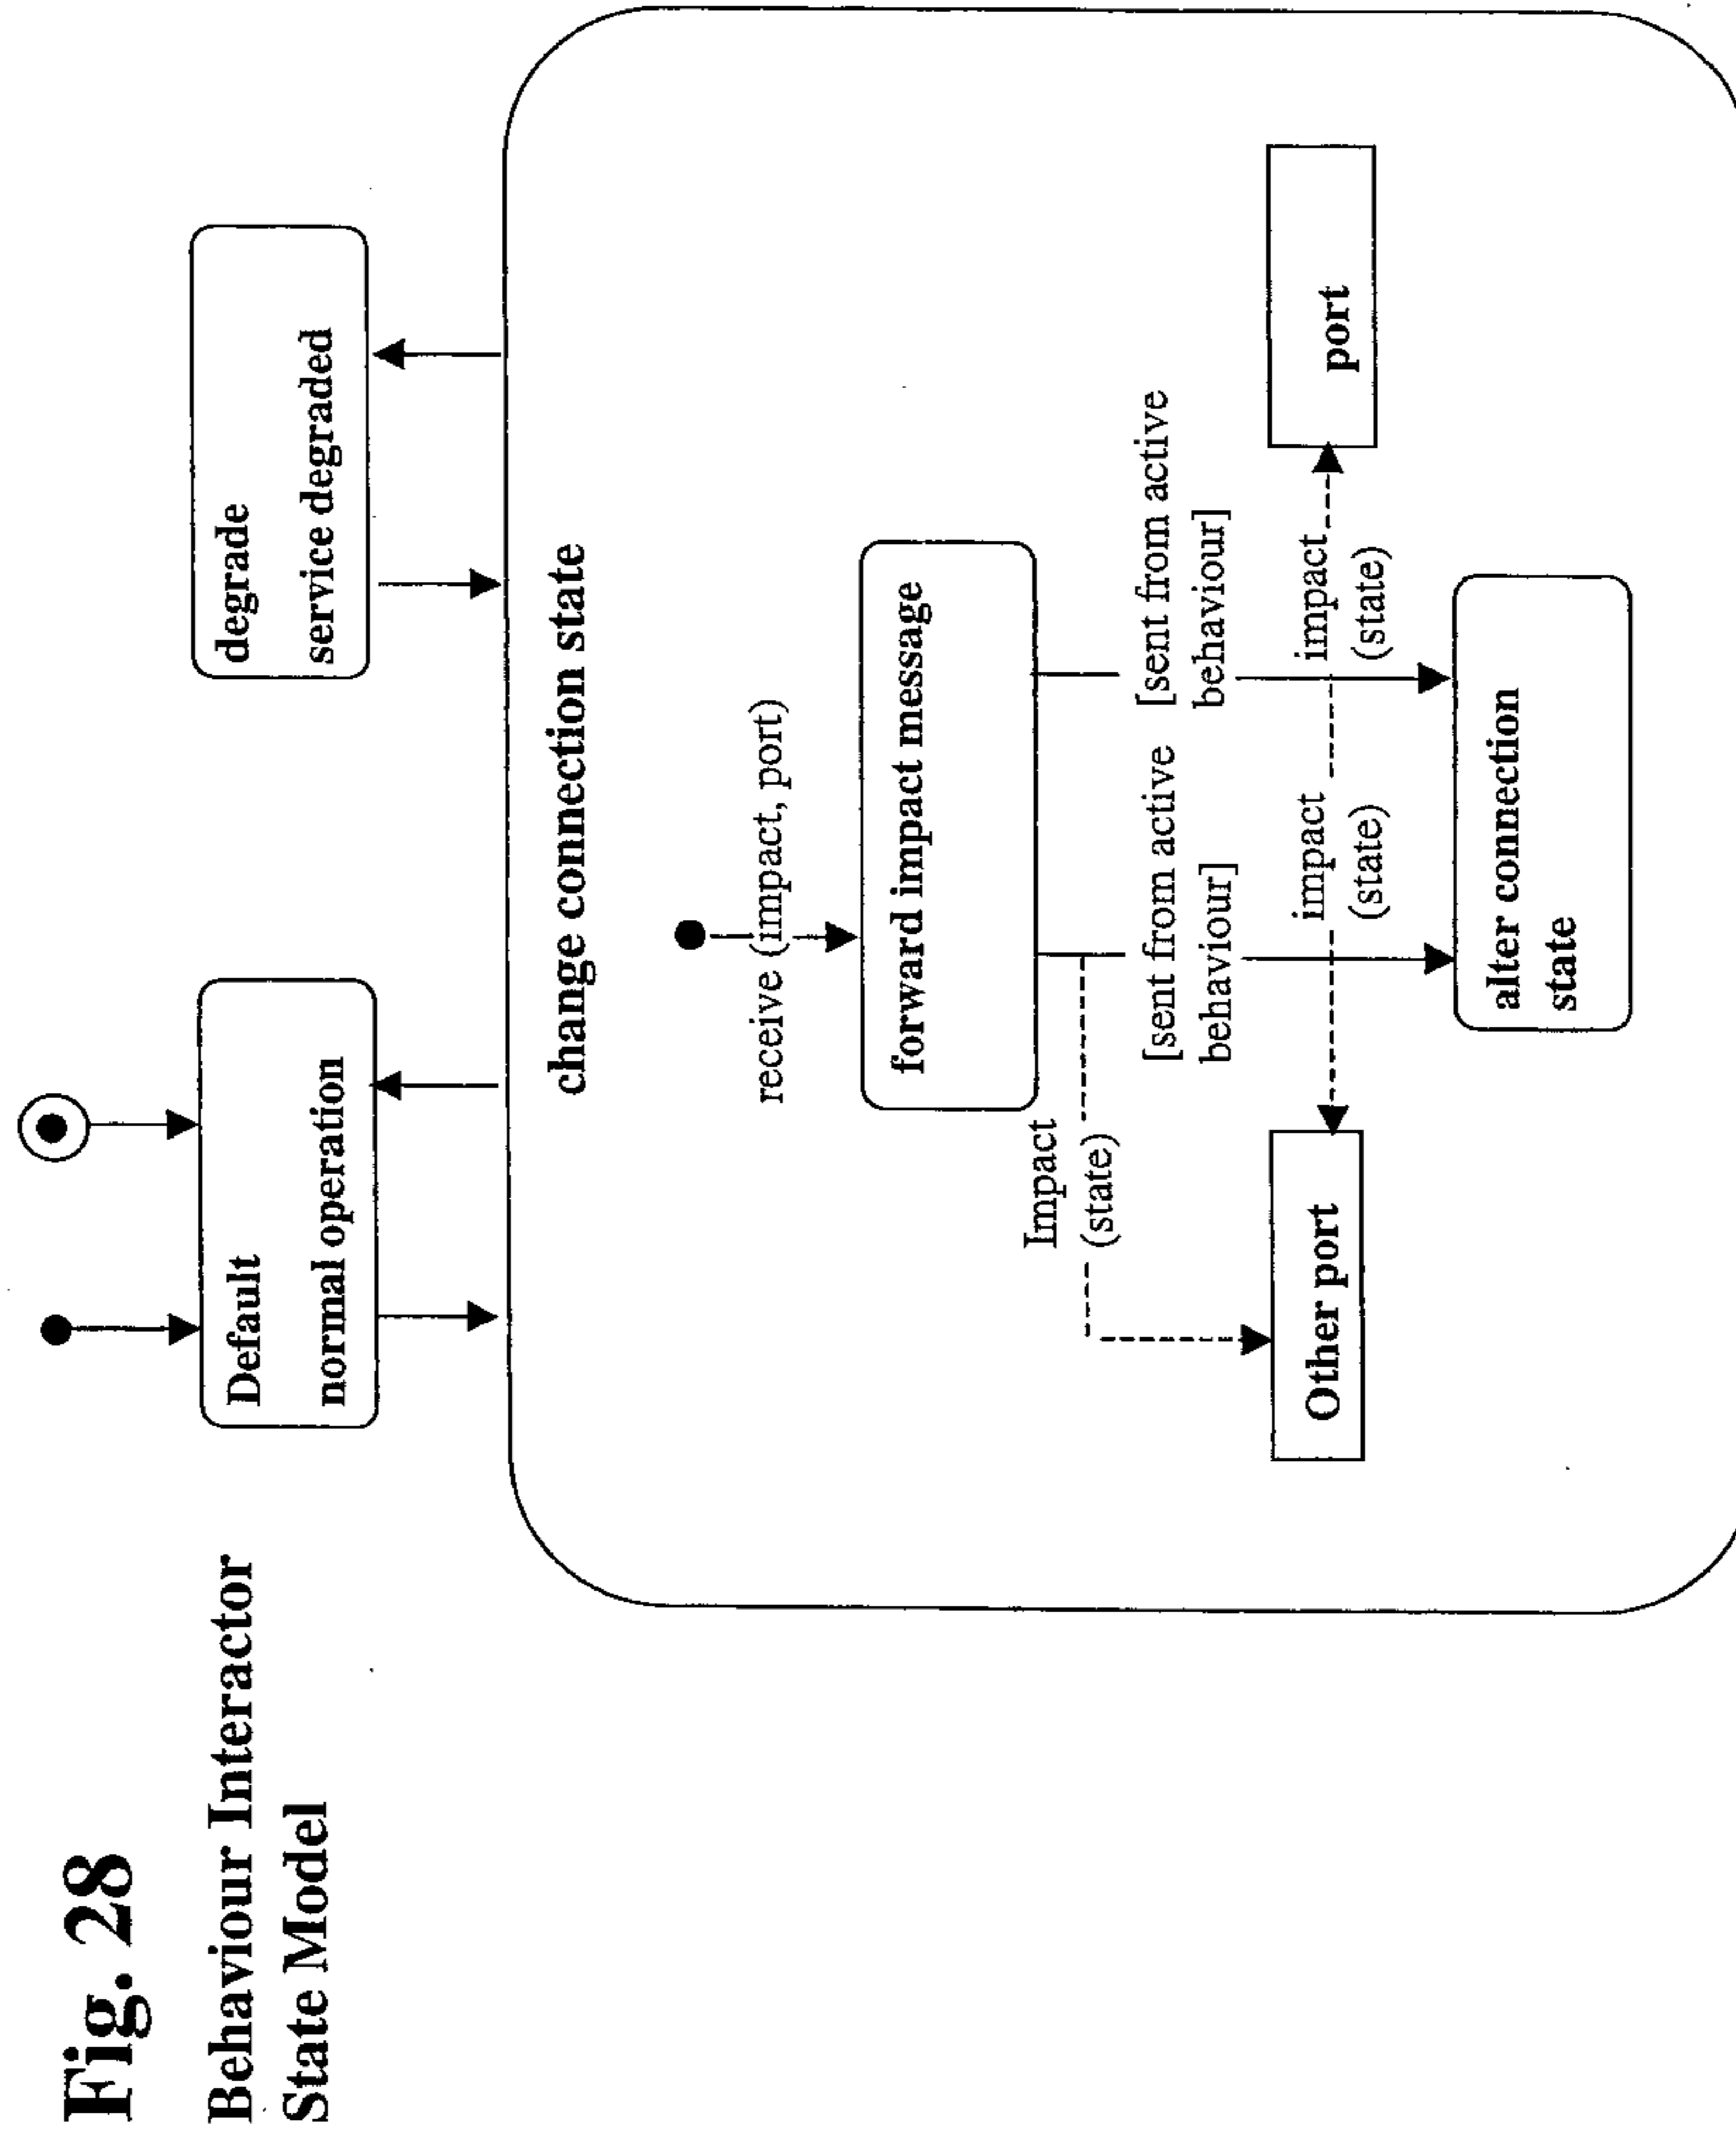 Fig. 28
Behaviour Interactor
State Model
Default
normal operation
degrade
service degraded
change connection state
receive (impact, port)
forward impact message
Impact
(state)
[sent from active
behaviour]
[sent from active
behaviour]
Other port
impact
(state)
impact
(state)
port
alter connection
state